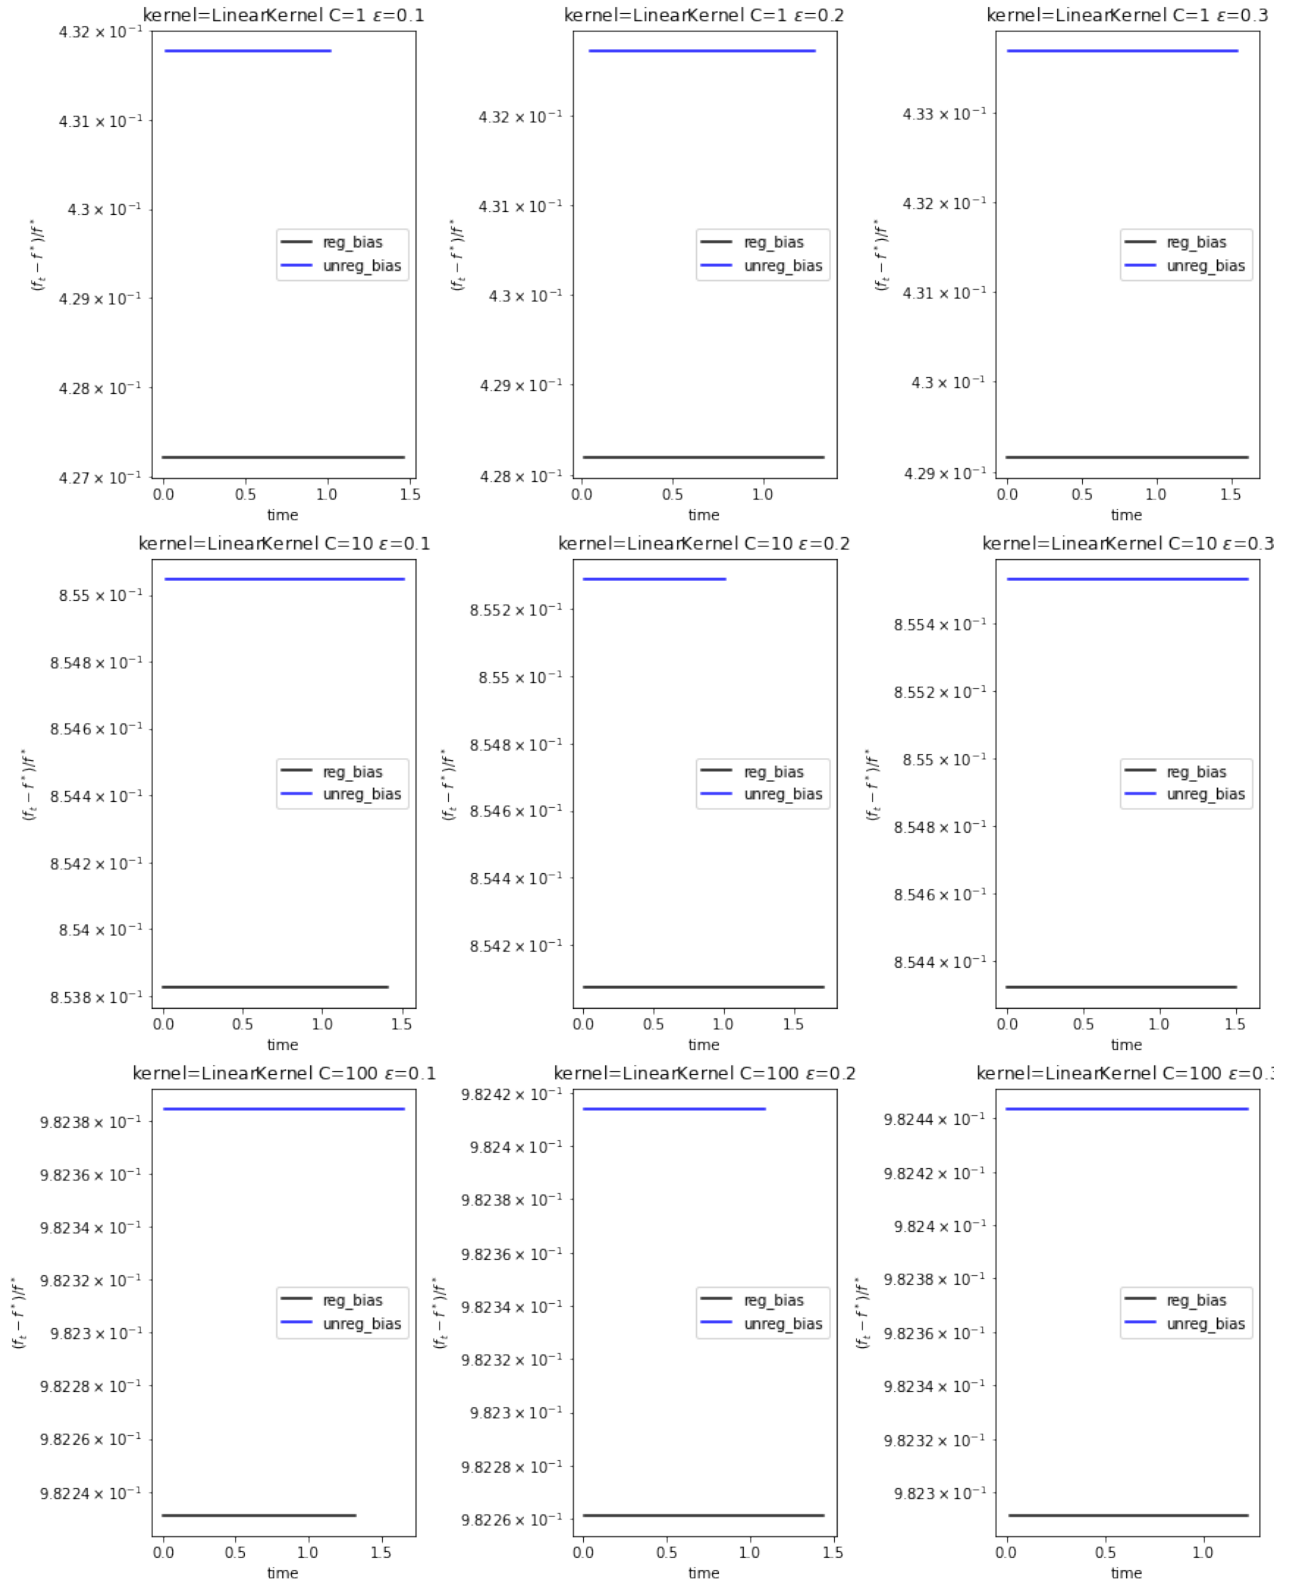 kernel=LinearKernel C=1 ε=0.1
4.32 × 10⁻¹
4.31 × 10⁻¹
4.3 × 10⁻¹
4.29 × 10⁻¹
4.28 × 10⁻¹
4.27 × 10⁻¹
(fₜ − f*)/f*
reg_bias
unreg_bias
0.0 0.5 1.0 1.5
time
kernel=LinearKernel C=1 ε=0.2
4.32 × 10⁻¹
4.31 × 10⁻¹
4.3 × 10⁻¹
4.29 × 10⁻¹
4.28 × 10⁻¹
(fₜ − f*)/f*
reg_bias
unreg_bias
0.0 0.5 1.0
time
kernel=LinearKernel C=1 ε=0.3
4.33 × 10⁻¹
4.32 × 10⁻¹
4.31 × 10⁻¹
4.3 × 10⁻¹
4.29 × 10⁻¹
(fₜ − f*)/f*
reg_bias
unreg_bias
0.0 0.5 1.0 1.5
time
kernel=LinearKernel C=10 ε=0.1
8.55 × 10⁻¹
8.548 × 10⁻¹
8.546 × 10⁻¹
8.544 × 10⁻¹
8.542 × 10⁻¹
8.54 × 10⁻¹
8.538 × 10⁻¹
(fₜ − f*)/f*
reg_bias
unreg_bias
0.0 0.5 1.0 1.5
time
kernel=LinearKernel C=10 ε=0.2
8.552 × 10⁻¹
8.55 × 10⁻¹
8.548 × 10⁻¹
8.546 × 10⁻¹
8.544 × 10⁻¹
8.542 × 10⁻¹
(fₜ − f*)/f*
reg_bias
unreg_bias
0.0 0.5 1.0 1.5
time
kernel=LinearKernel C=10 ε=0.3
8.554 × 10⁻¹
8.552 × 10⁻¹
8.55 × 10⁻¹
8.548 × 10⁻¹
8.546 × 10⁻¹
8.544 × 10⁻¹
(fₜ − f*)/f*
reg_bias
unreg_bias
0.0 0.5 1.0 1.5
time
kernel=LinearKernel C=100 ε=0.1
9.8238 × 10⁻¹
9.8236 × 10⁻¹
9.8234 × 10⁻¹
9.8232 × 10⁻¹
9.823 × 10⁻¹
9.8228 × 10⁻¹
9.8226 × 10⁻¹
9.8224 × 10⁻¹
(fₜ − f*)/f*
reg_bias
unreg_bias
0.0 0.5 1.0 1.5
time
kernel=LinearKernel C=100 ε=0.2
9.8242 × 10⁻¹
9.824 × 10⁻¹
9.8238 × 10⁻¹
9.8236 × 10⁻¹
9.8234 × 10⁻¹
9.8232 × 10⁻¹
9.823 × 10⁻¹
9.8228 × 10⁻¹
9.8226 × 10⁻¹
(fₜ − f*)/f*
reg_bias
unreg_bias
0.0 0.5 1.0 1.5
time
kernel=LinearKernel C=100 ε=0.3
9.8244 × 10⁻¹
9.8242 × 10⁻¹
9.824 × 10⁻¹
9.8238 × 10⁻¹
9.8236 × 10⁻¹
9.8234 × 10⁻¹
9.8232 × 10⁻¹
9.823 × 10⁻¹
(fₜ − f*)/f*
reg_bias
unreg_bias
0.0 0.5 1.0
time